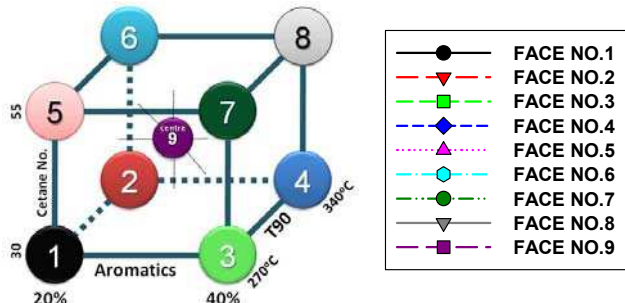 6
8
5
7
centre
9
2
4
1
3
55
Cetane No.
30
Aromatics
20%
40%
T90
270ºC
340ºC
FACE NO.1
FACE NO.2
FACE NO.3
FACE NO.4
FACE NO.5
FACE NO.6
FACE NO.7
FACE NO.8
FACE NO.9